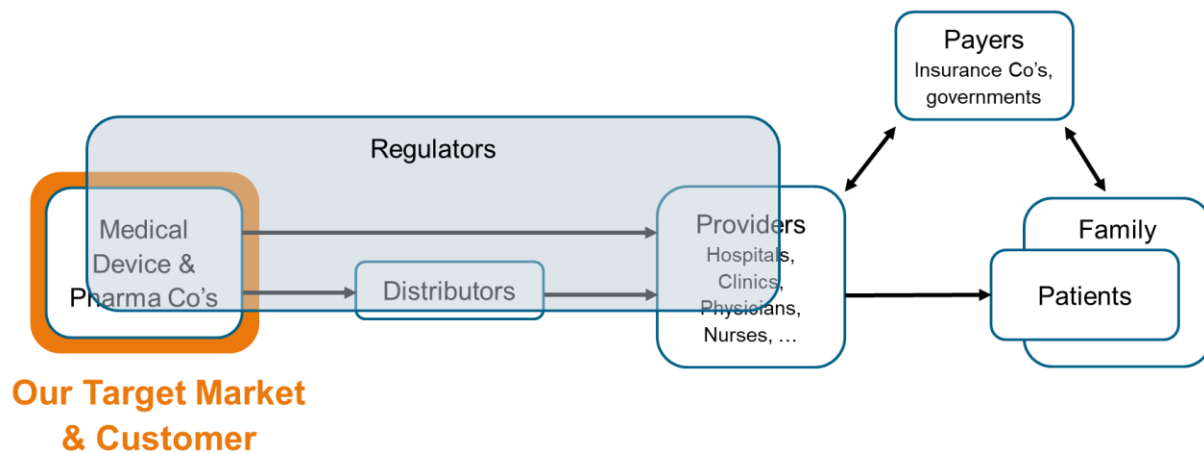 Payers
Insurance Co's,
governments
Regulators
Medical
Device &
Pharma Co's
Distributors
Providers
Hospitals,
Clinics,
Physicians,
Nurses, …
Family
Patients
Our Target Market
& Customer